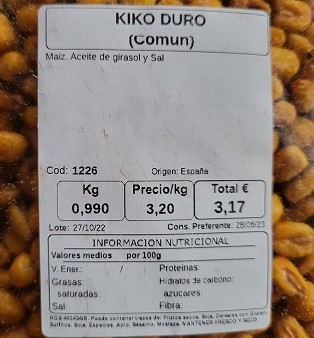 KIKO DURO
(Comun)
Maiz. Aceite de girasol y Sal
Cod: 1226 Origen: España
Kg Precio/kg Total €
0,990 3,20 3,17
Lote: 27/10/22 Cons. Preferente: 28/06/23
INFORMACION NUTRICIONAL
Valores medios por 100g
V. Ener.: / Proteinas
Grasas: Hidratos de carbono:
saturadas: azucares:
Sal: Fibra:
Puede contener trazas de: Frutos secos, Soja, Cereales con Gluten,
Sulfitos, Soja, Especies, Apio, Sésamo, Mostaza. MANTENER FRESCO Y SECO